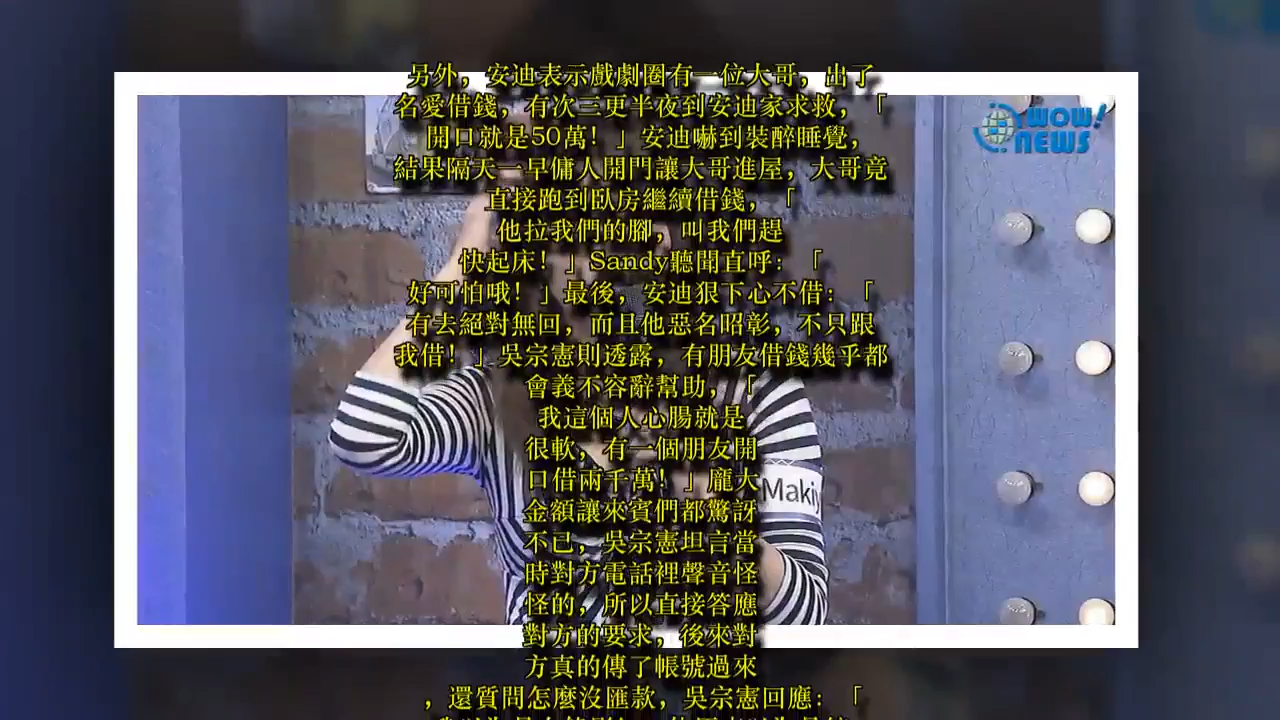 另外，安迪表示戲劇圈有一位大哥，出了
名愛借錢，有次三更半夜到安迪家求救，「
開口就是50萬！」安迪嚇到裝醉睡覺，
結果隔天一早傭人開門讓大哥進屋，大哥竟
直接跑到臥房繼續借錢，「
他拉我們的腳，叫我們趕
快起床！」Sandy聽聞直呼：「
好可怕哦！」最後，安迪狠下心不借：「
有去絕對無回，而且他惡名昭彰，不只跟
我借！」吳宗憲則透露，有朋友借錢幾乎都
會義不容辭幫助，「
我這個人心腸就是
很軟，有一個朋友開
口借兩千萬！」龐大
金額讓來賓們都驚訝
不已，吳宗憲坦言當
時對方電話裡聲音怪
怪的，所以直接答應
對方的要求，後來對
方真的傳了帳號過來
，還質問怎麼沒匯款，吳宗憲回應：「
WOW!
NEWS
Makiy